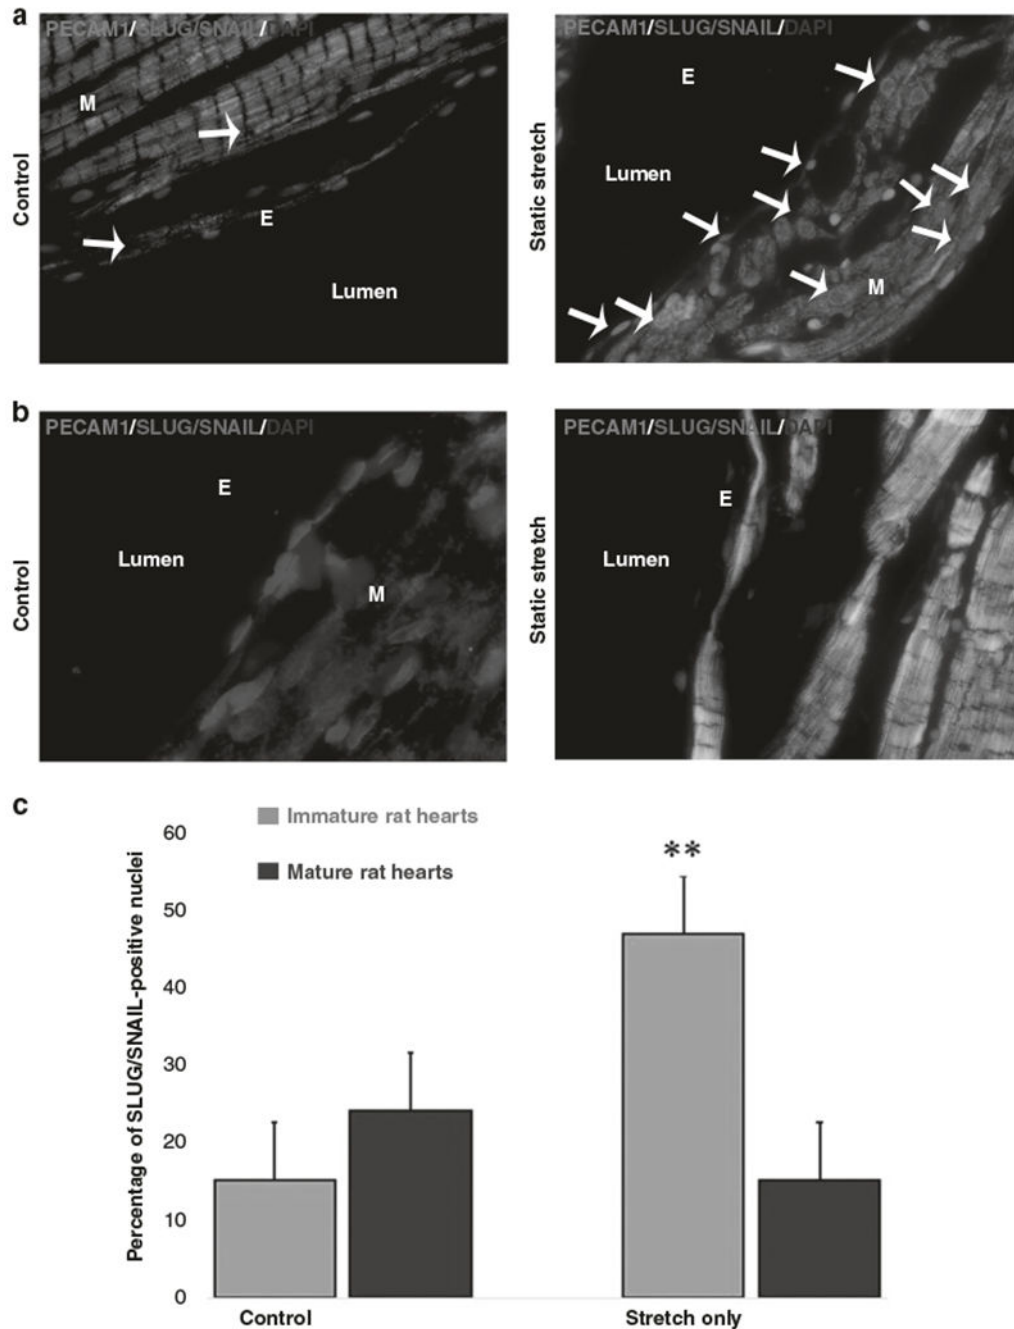 a
PECAM1/SLUG/SNAIL/DAPI
M
E
Lumen
Control
PECAM1/SLUG/SNAIL/DAPI
E
Lumen
M
Static stretch
b
PECAM1/SLUG/SNAIL/DAPI
E
Lumen
M
Control
PECAM1/SLUG/SNAIL/DAPI
E
Lumen
Static stretch
c
Immature rat hearts
Mature rat hearts
**
Percentage of SLUG/SNAIL-positive nuclei
60
50
40
30
20
10
0
Control
Stretch only